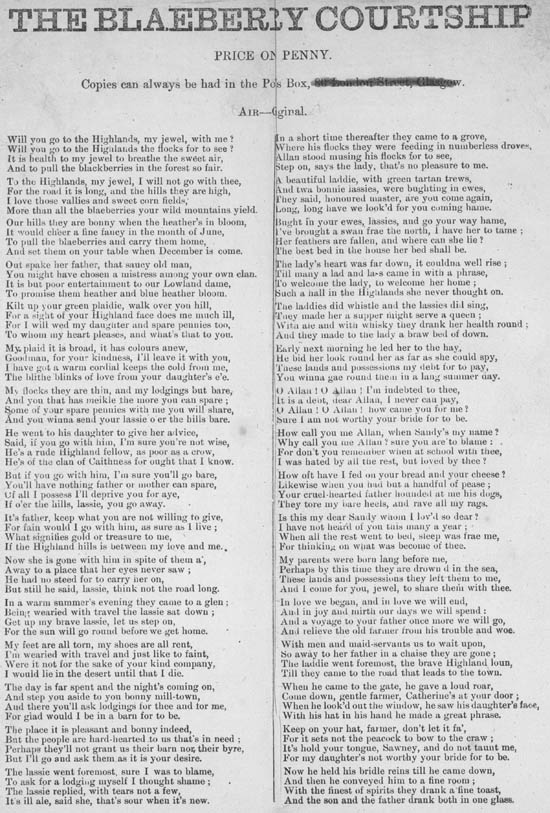 THE BLAEBERLY COURTSHIP
PRICE ON PENNY.
Copies can always be had in the Pos Box,
AIR—Original.
Will you go to the Highlands, my jewel, with me?
Will you go to the Highlands the flocks for to see?
It is health to my jewel to breathe the sweet air,
And to pull the blackberries in the forest so fair.
To the Highlands, my jewel, I will not go with thee,
For the road it is long, and the hills they are high,
I love those vallies and sweet corn fields,
More than all the blaeberries your wild mountains yield.
Our hills they are bonny when the heather's in bloom,
It would cheer a fine fancy in the month of June,
To pull the blaeberries and carry them home,
And set them on your table when December is come.
Out spake her father, that saucy old man,
You might have chosen a mistress among your own clan.
It is but poor entertainment to our Lowland dame,
To promise them heather and blue heather bloom.
Kilt up your green plaidie, walk over yon hill,
For a sight of your Highland face does me much ill,
For I will wed my daughter and spare pennies too,
To whom my heart pleases, and what's that to you.
My plaid it is broad, it has colours anew,
Goodman, for your kindness, I'll leave it with you,
I have got a warm cordial keeps the cold from me,
The blithe blinks of love from your daughter's e'e.
My flocks they are thin, and my lodgings but bare,
And you that has meikle the more you can spare;
Some of your spare pennies with me you will share,
And you winna send your lassie o'er the hills bare.
He went to his daughter to give her advice,
Said, if you go with him, I'm sure you're not wise,
He's a rude Highland fellow, as poor as a crow,
He's of the clan of Caithness for ought that I know.
But if you go with him, I'm sure you'll go bare,
You'll have nothing father or mother can spare,
Of all I possess I'll deprive you for aye,
If o'er the hills, lassie, you go away.
It's father, keep what you are not willing to give,
For fain would I go with him, as sure as I live;
What signifies gold or treasure to me,
If the Highland hills is between my love and me.
Now she is gone with him in spite of them a',
Away to a place that her eyes never saw;
He had no steed for to carry her on,
But still he said, lassie, think not the road long.
In a warm summer's evening they came to a glen;
Being wearied with travel the lassie sat down;
Get up my brave lassie, let us step on,
For the sun will go round before we get home.
My feet are all torn, my shoes are all rent,
I'm wearied with travel and just like to faint,
Were it not for the sake of your kind company,
I would lie in the desert until that I die.
The day is far spent and the night's coming on,
And step you aside to yon bonny mill-town,
And there you'll ask lodgings for thee and for me,
For glad would I be in a barn for to be.
The place it is pleasant and bonny indeed,
But the people are hard-hearted to us that's in need;
Perhaps they'll not grant us their barn nor their byre,
But I'll go and ask them as it is your desire.
The lassie went foremost, sure I was to blame,
To ask for a lodging myself I thought shame;
The lassie replied, with tears not a few,
It's ill ale, said she, that's sour when it's new.
In a short time thereafter they came to a grove,
Where his flocks they were feeding in numberless droves,
Allan stood musing his flocks for to see,
Step on, says the lady, that's no pleasure to me.
A beautiful laddie, with green tartan trews,
And twa bonnie lassies, were bughting in ewes,
They said, honoured master, are you come again,
Long, long have we look'd for you coming hame.
Bught in your ewes, lassies, and go your way hame,
I've brought a swan frae the north, I have her to tame;
Her feathers are fallen, and where can she lie?
The best bed in the house her bed shall be.
The lady's heart was far down, it couldna well rise;
Till many a lad and lass came in with a phrase,
To welcome the lady, to welcome her home;
Such a hall in the Highlands she never thought on.
The laddies did whistle and the lassies did sing,
They made her a supper might serve a queen;
With ale and with whisky they drank her health round;
And they made to the lady a braw bed of down.
Early next morning he led her to the hay,
He bid her look round her as far as she could spy,
These lands and possessions my debt for to pay,
You winna gae round them in a lang summer day.
O Allan! O Allan! I'm indebted to thee,
It is a debt, dear Allan, I never can pay,
O Allan! O Allan! how came you for me?
Sure I am not worthy your bride for to be.
How call you me Allan, when Sandy's my name?
Why call you me Allan? sure you are to blame:
For don't you remember when at school with thee,
I was hated by all the rest, but loved by thee?
How oft have I fed on your bread and your cheese?
Likewise when you had but a handful of pease;
Your cruel-hearted father hounded at me his dogs,
They tore my bare heels, and rave all my rags.
Is this my dear Sandy whom I lov'd so dear?
I have not heard of you this many a year;
When all the rest went to bed, sleep was frae me,
For thinking on what was become of thee.
My parents were born lang before me,
Perhaps by this time they are drown'd in the sea,
These lands and possessions they left them to me,
And I come for you, jewel, to share them with thee.
In love we began, and in love we will end,
And in joy and mirth our days we will spend:
And a voyage to your father once more we will go,
And relieve the old farmer from his trouble and woe.
With men and maid-servants us to wait upon,
So away to her father in a chaise they are gone;
The laddie went foremost, the brave Highland loun,
Till they came to the road that leads to the town.
When he came to the gate, he gave a loud roar,
Come down, gentle farmer, Catherine's at your door;
When he look'd out the window, he saw his daughter's face,
With his hat in his hand he made a great phrase.
Keep on your hat, farmer, don't let it fa',
For it sets not the peacock to bow to the craw;
It's hold your tongue, Sawney, and do not taunt me,
For my daughter's not worthy your bride for to be.
Now he held his bridle reins till he came down,
And then he conveyed him to a fine room;
With the finest of spirits they drank a fine toast,
And the son and the father drank both in one glass.